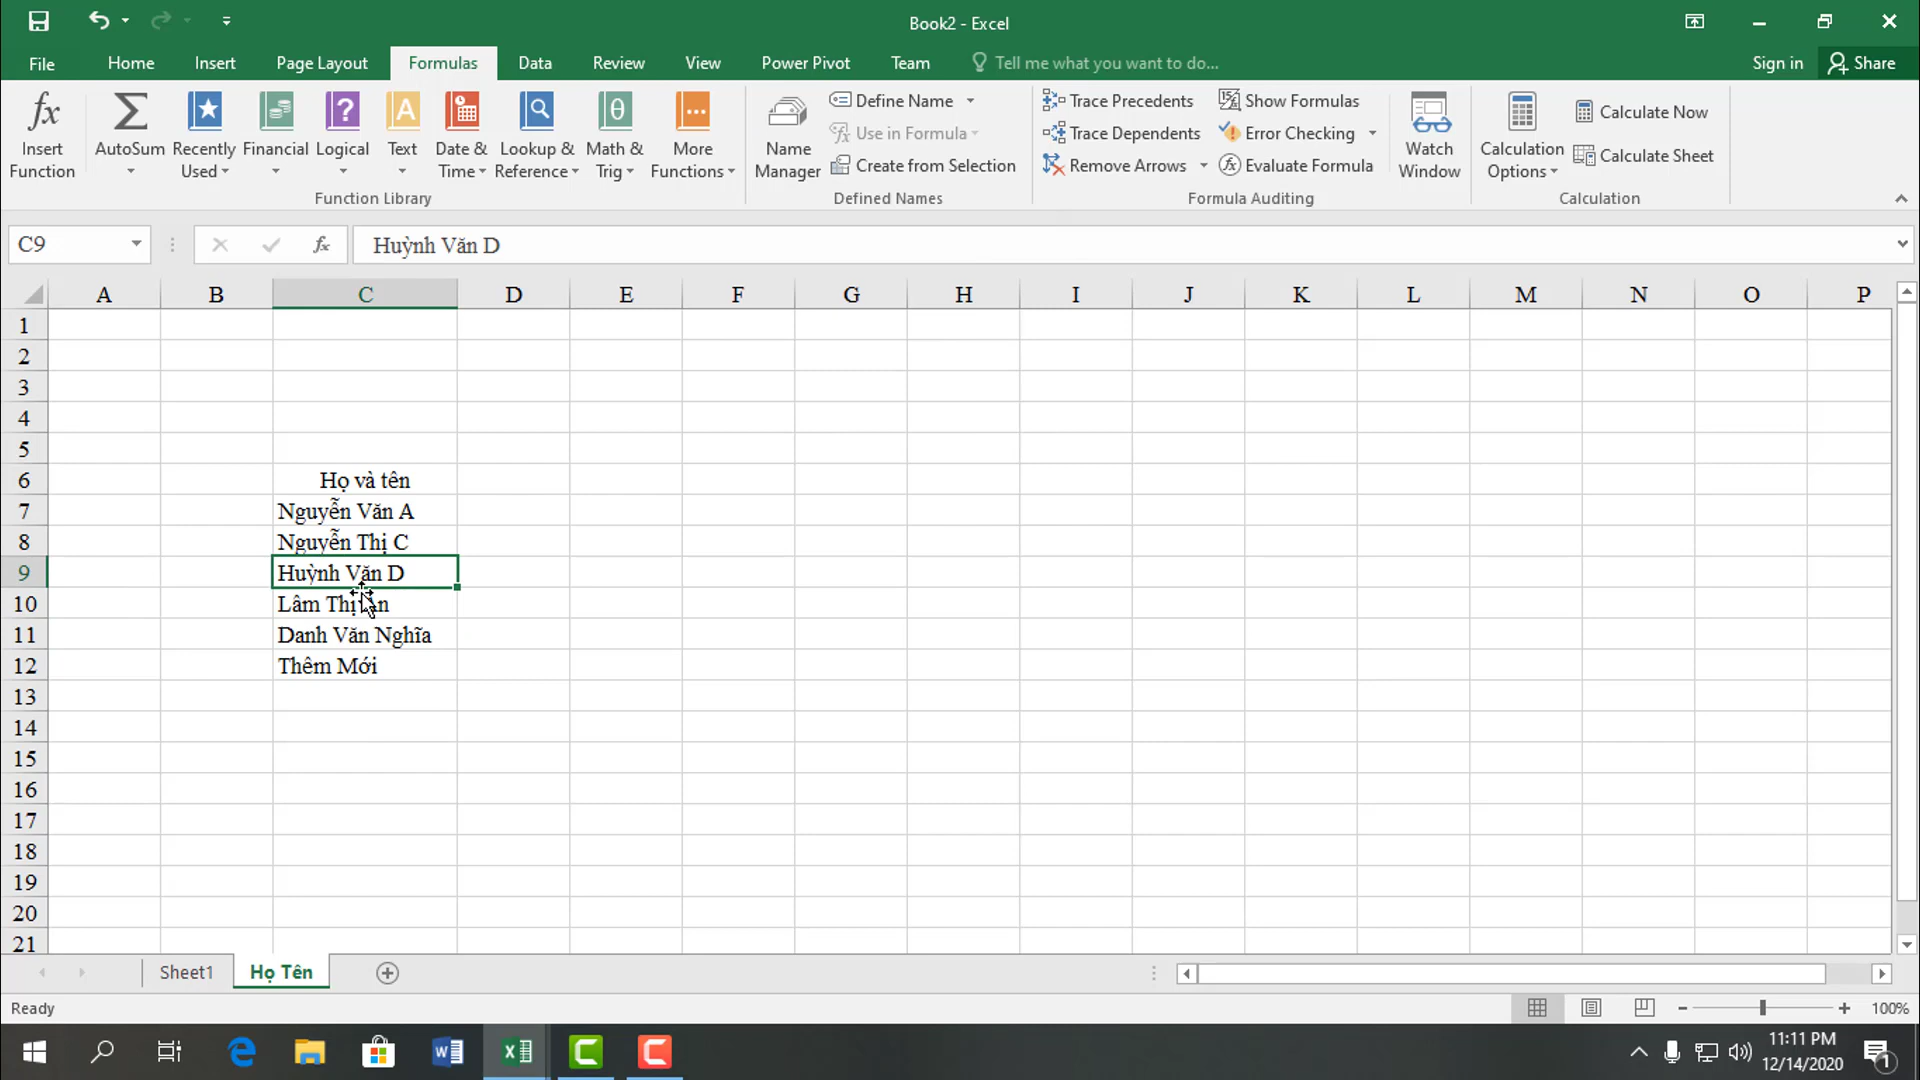 Book2 - Excel
File Home Insert Page Layout Formulas Data Review View Power Pivot Team Tell me what you want to do... Sign in Share
Insert Function
AutoSum
Recently Used
Financial
Logical
Text
Date & Time
Lookup & Reference
Math & Trig
More Functions
Function Library
Name Manager
Define Name
Use in Formula
Create from Selection
Defined Names
Trace Precedents
Trace Dependents
Remove Arrows
Show Formulas
Error Checking
Evaluate Formula
Formula Auditing
Watch Window
Calculation Options
Calculate Now
Calculate Sheet
Calculation
C9 fx Huỳnh Văn D
A B C D E F G H I J K L M N O P
1
2
3
4
5
6 Họ và tên
7 Nguyễn Văn A
8 Nguyễn Thị C
9 Huỳnh Văn D
10 Lâm Thị
11 Danh Văn Nghĩa
12 Thêm Mới
13
14
15
16
17
18
19
20
21
Sheet1 Họ Tên
Ready 100%
11:11 PM
12/14/2020
1